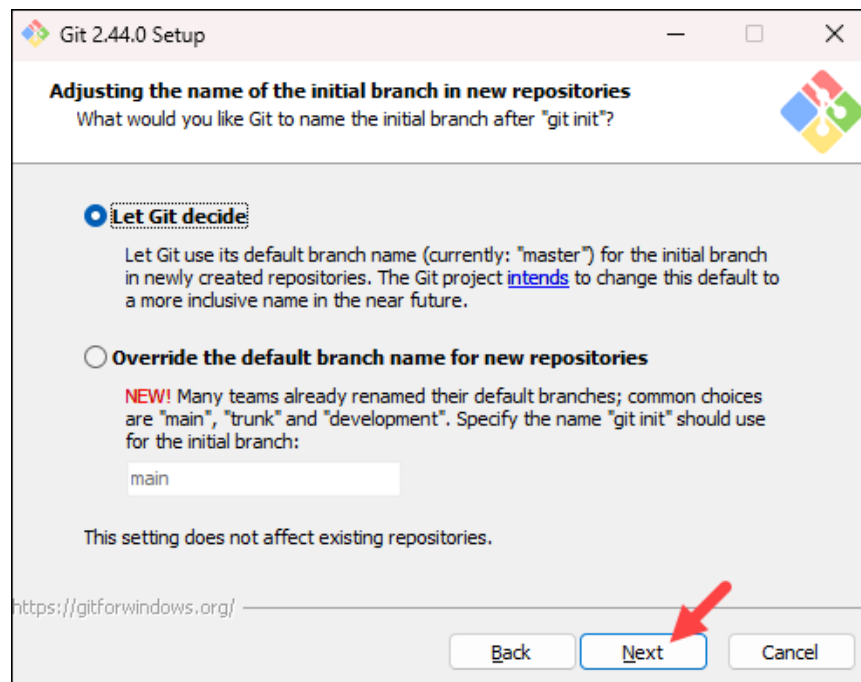 Git 2.44.0 Setup
Adjusting the name of the initial branch in new repositories
What would you like Git to name the initial branch after "git init"?
Let Git decide
Let Git use its default branch name (currently: "master") for the initial branch
in newly created repositories. The Git project intends to change this default to
a more inclusive name in the near future.
Override the default branch name for new repositories
NEW! Many teams already renamed their default branches; common choices
are "main", "trunk" and "development". Specify the name "git init" should use
for the initial branch:
main
This setting does not affect existing repositories.
https://gitforwindows.org/
Back Next Cancel